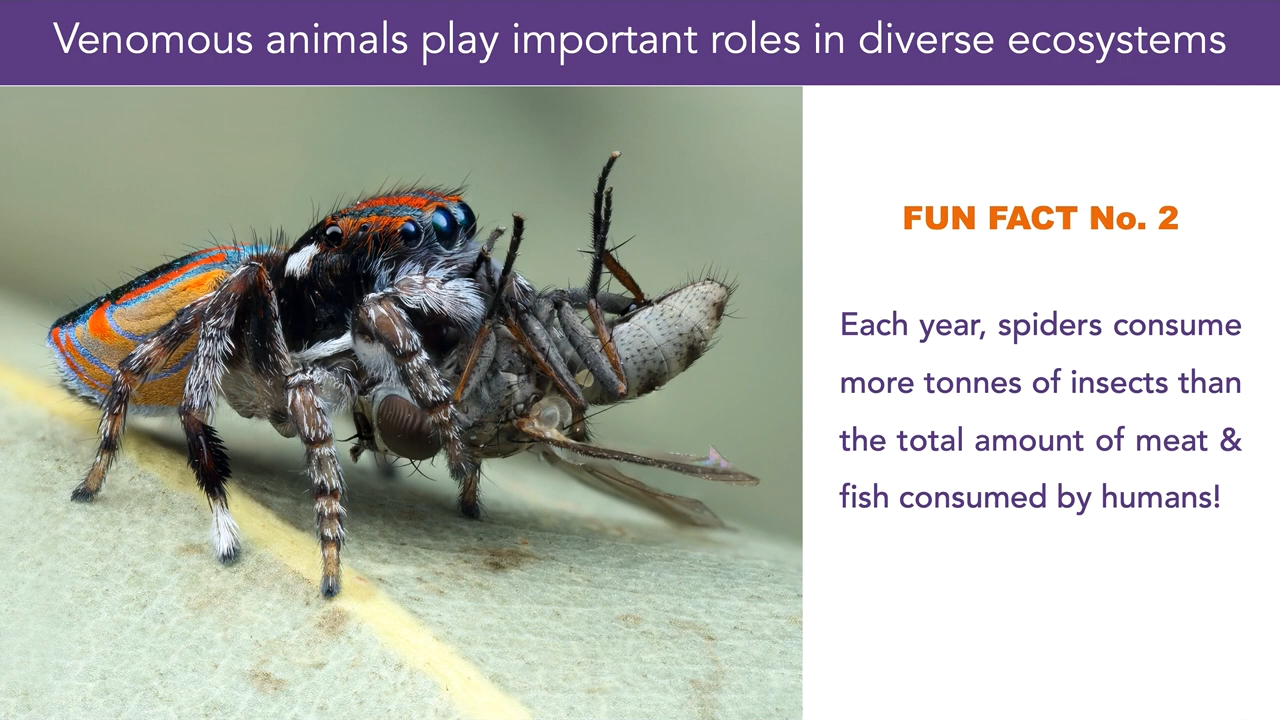 Venomous animals play important roles in diverse ecosystems
FUN FACT No. 2
Each year, spiders consume
more tonnes of insects than
the total amount of meat &
fish consumed by humans!